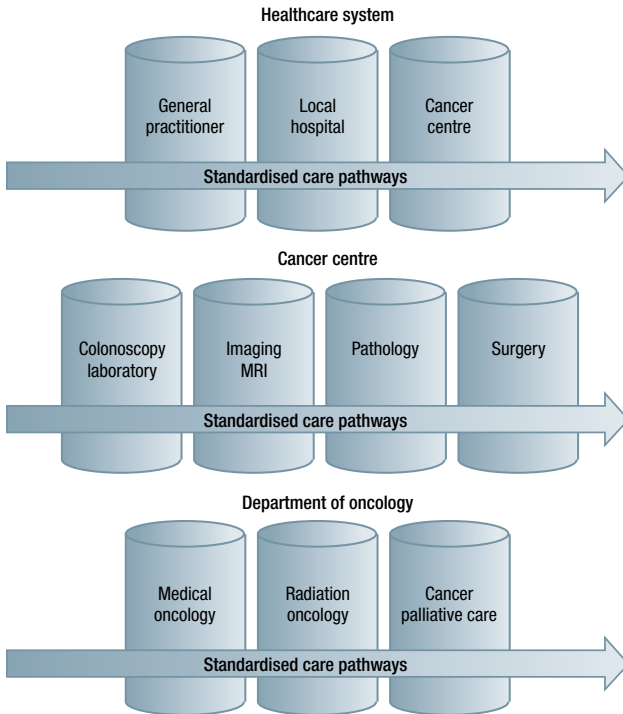 Healthcare system
General
practitioner
Local
hospital
Cancer
centre
Standardised care pathways
Cancer centre
Colonoscopy
laboratory
Imaging
MRI
Pathology
Surgery
Standardised care pathways
Department of oncology
Medical
oncology
Radiation
oncology
Cancer
palliative care
Standardised care pathways